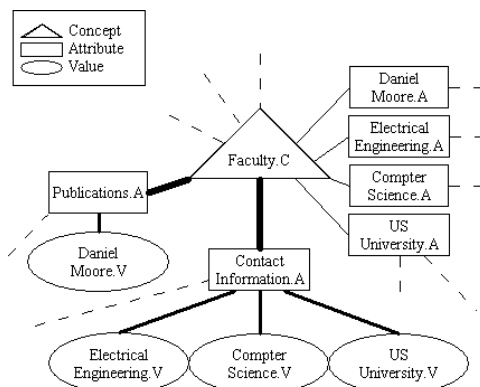 Concept
Attribute
Value
Daniel
Moore.A
Electrical
Engineering.A
Faculty.C
Compter
Science.A
Publications.A
US
University.A
Daniel
Moore.V
Contact
Information.A
Electrical
Engineering.V
Compter
Science.V
US
University.V